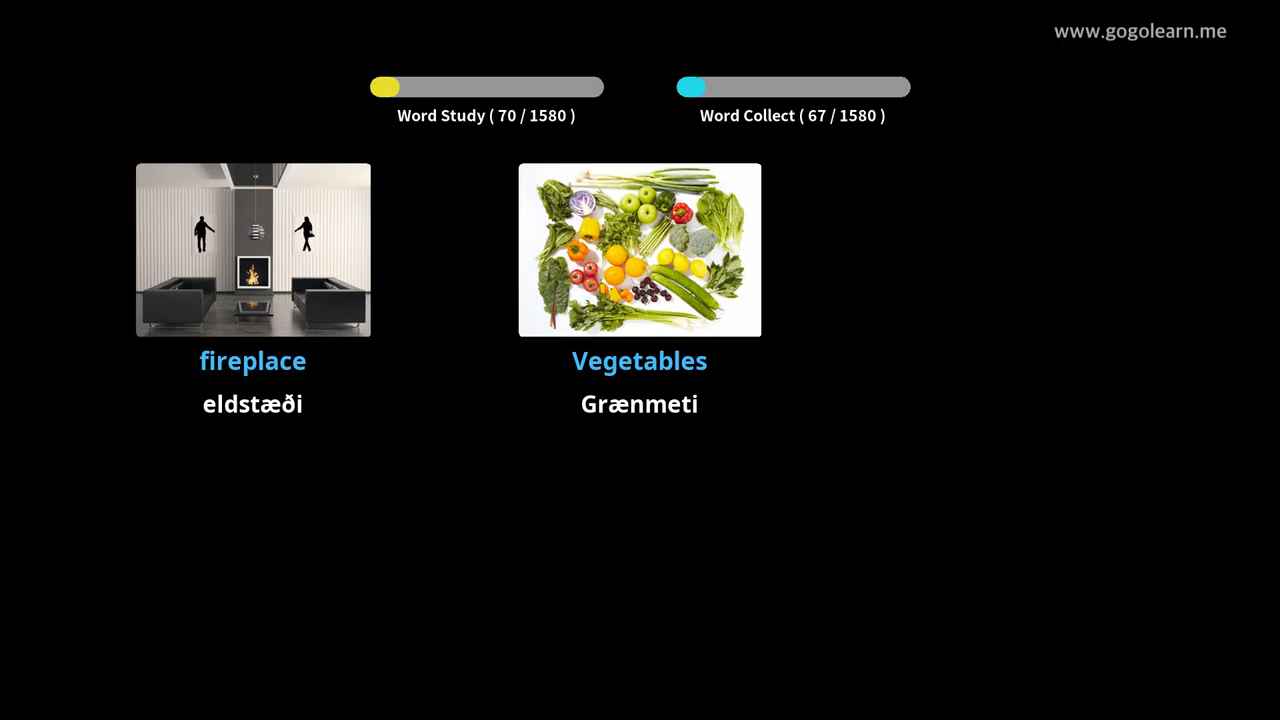 www.gogolearn.me
Word Study ( 70 / 1580 )
Word Collect ( 67 / 1580 )
fireplace
Vegetables
eldstæði
Grænmeti